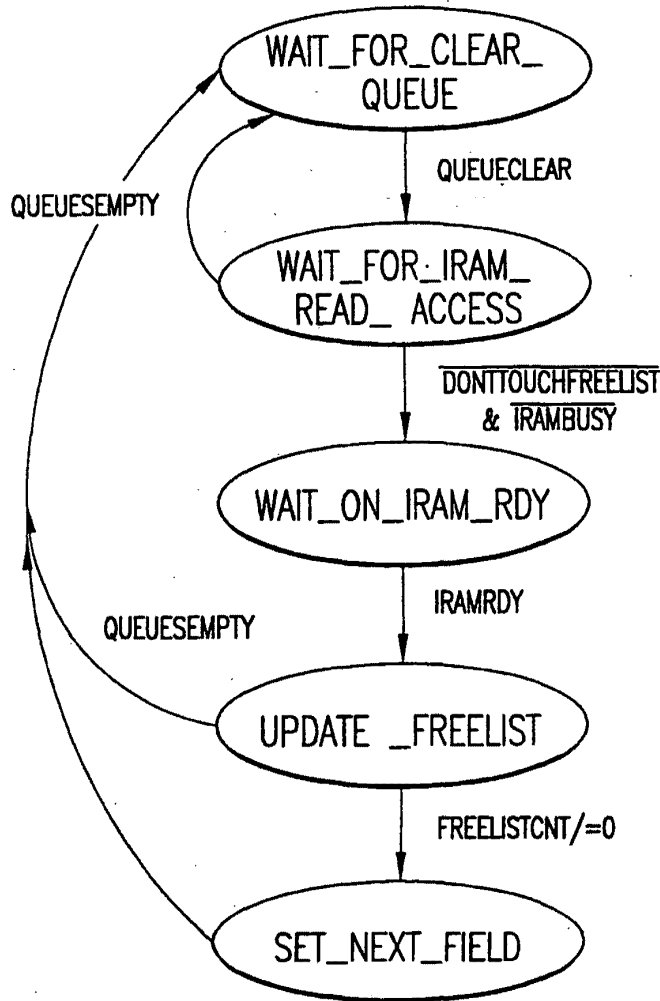 WAIT_FOR_CLEAR_
QUEUE
QUEUECLEAR
QUEUESEMPTY
WAIT_FOR_IRAM_
READ_ ACCESS
DONTTOUCHFREELIST
& IRAMBUSY
WAIT_ON_IRAM_RDY
IRAMRDY
QUEUESEMPTY
UPDATE _FREELIST
FREELISTCNT/=0
SET_NEXT_FIELD